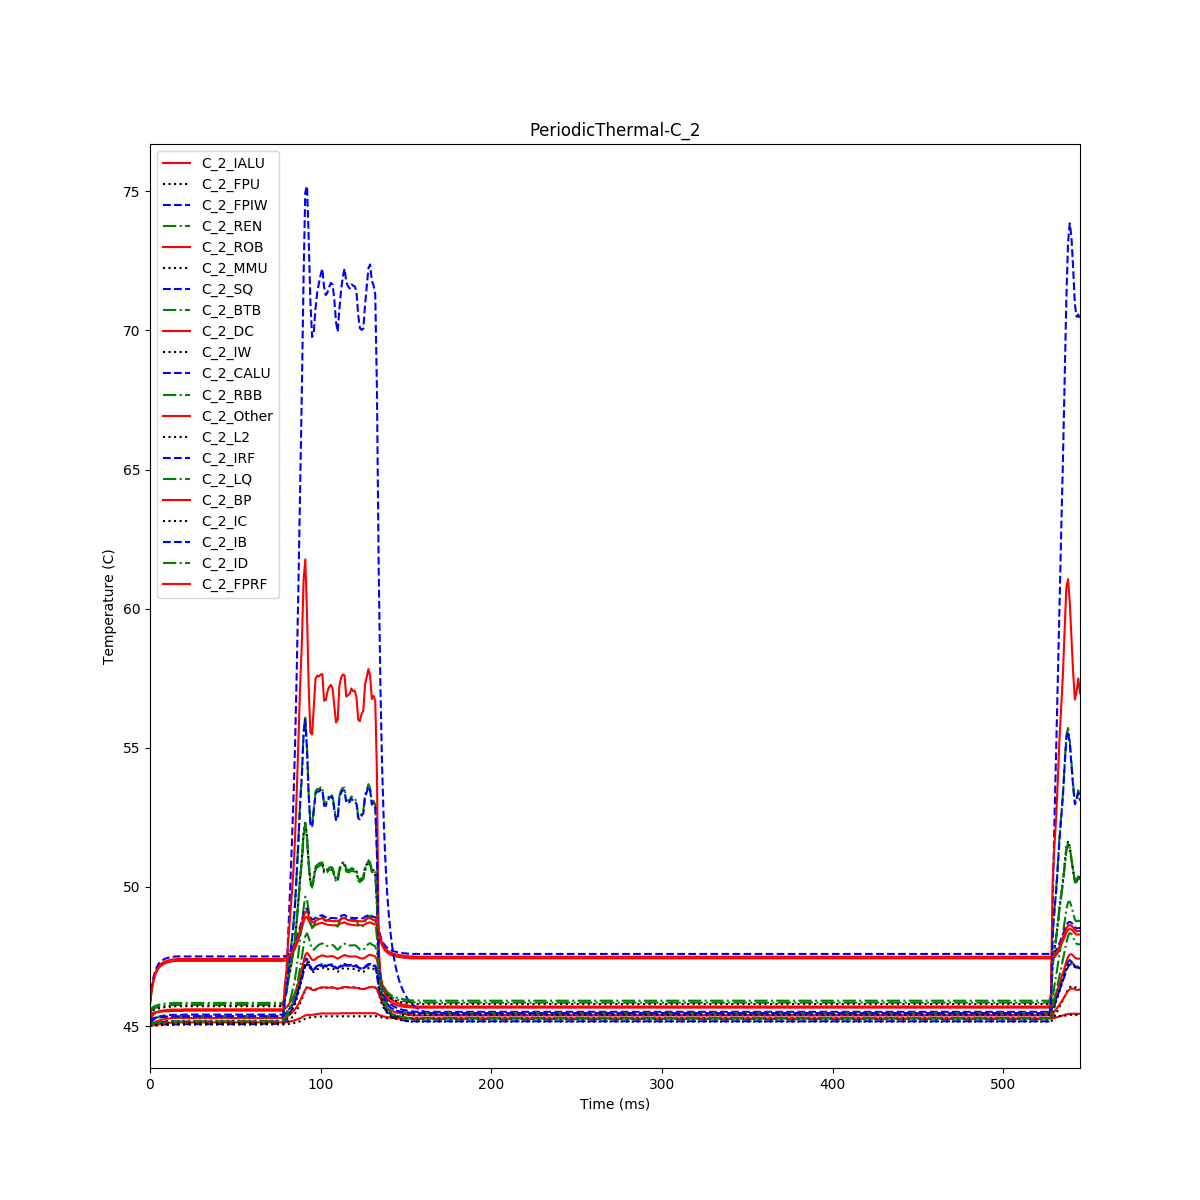 PeriodicThermal-C_2
C_2_IALU
C_2_FPU
C_2_FPIW
C_2_REN
C_2_ROB
C_2_MMU
C_2_SQ
C_2_BTB
C_2_DC
C_2_IW
C_2_CALU
C_2_RBB
C_2_Other
C_2_L2
C_2_IRF
C_2_LQ
C_2_BP
C_2_IC
C_2_IB
C_2_ID
C_2_FPRF
75
70
65
60
55
50
45
Temperature (C)
0 100 200 300 400 500
Time (ms)